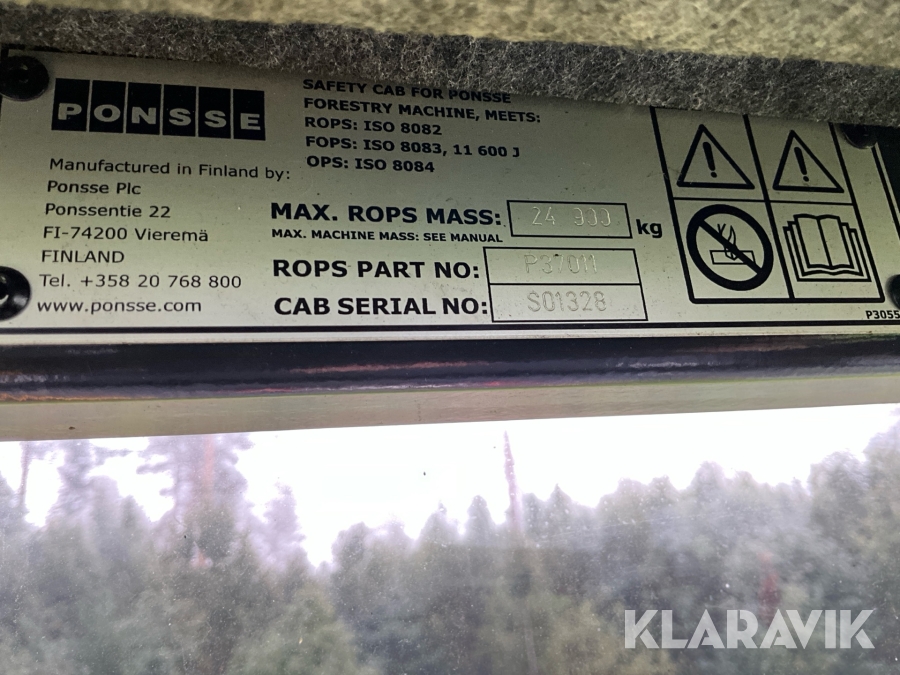 PONSSE
Manufactured in Finland by:
Ponsse Plc
Ponssentie 22
FI-74200 Vieremä
FINLAND
Tel. +358 20 768 800
www.ponsse.com
SAFETY CAB FOR PONSSE
FORESTRY MACHINE, MEETS:
ROPS: ISO 8082
FOPS: ISO 8083, 11 600 J
OPS: ISO 8084
MAX. ROPS MASS: 24 900 kg
MAX. MACHINE MASS: SEE MANUAL
ROPS PART NO: P37011
CAB SERIAL NO: S01328
P3055
KLARAVIK